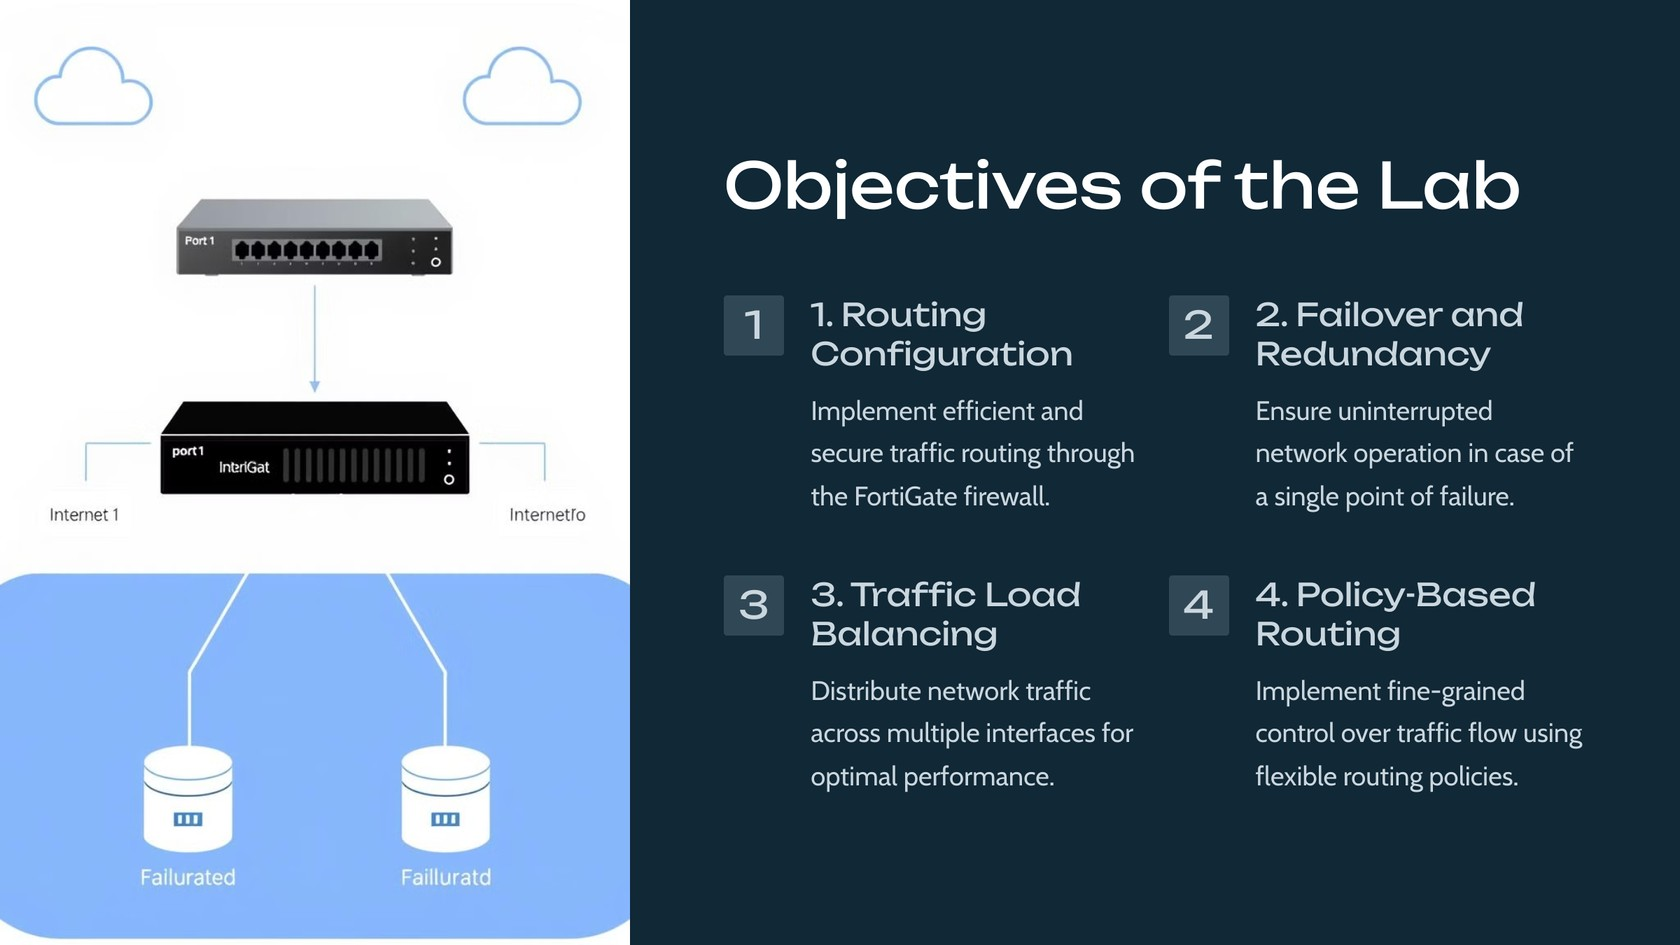 Port 1
port1
InteriGat
Internet 1
Internetfo
Failurated
Failluratd
Objectives of the Lab
1
1. Routing
Configuration
Implement efficient and
secure traffic routing through
the FortiGate firewall.
2
2. Failover and
Redundancy
Ensure uninterrupted
network operation in case of
a single point of failure.
3
3. Traffic Load
Balancing
Distribute network traffic
across multiple interfaces for
optimal performance.
4
4. Policy-Based
Routing
Implement fine-grained
control over traffic flow using
flexible routing policies.